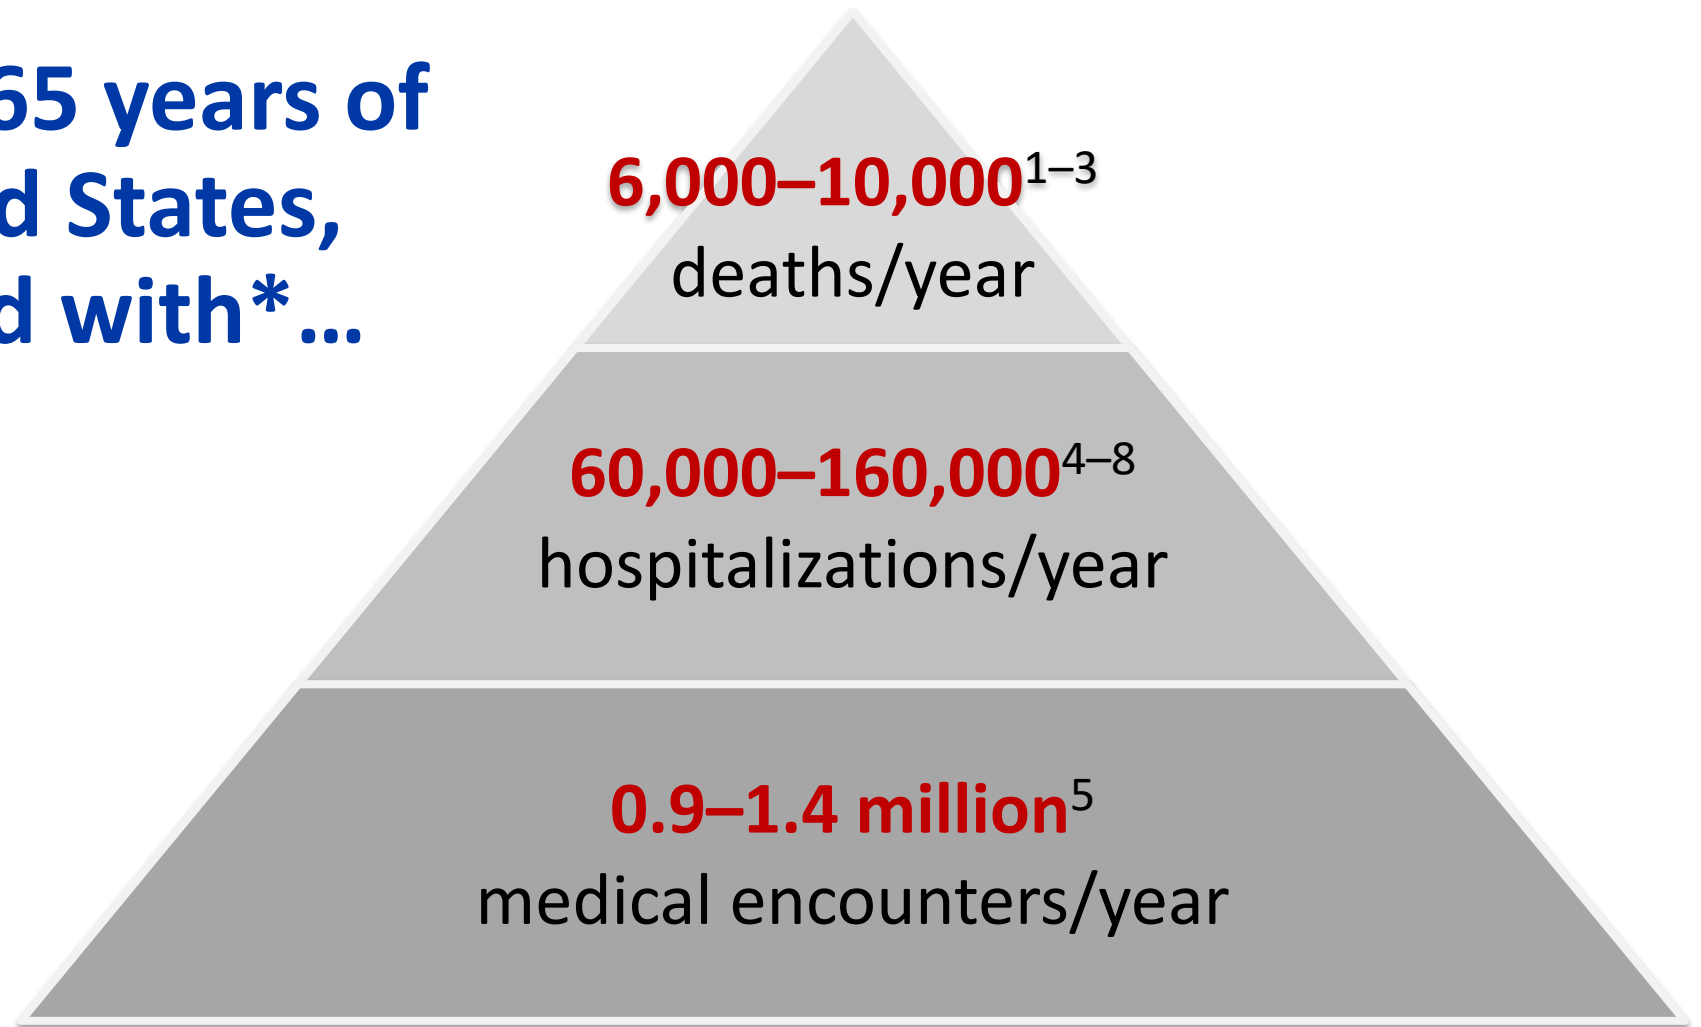 65 years of
d States,
d with*…
6,000–10,000¹⁻³
deaths/year
60,000–160,000⁴⁻⁸
hospitalizations/year
0.9–1.4 million⁵
medical encounters/year